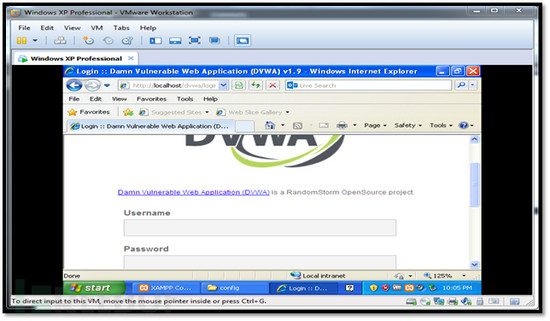 Windows XP Professional - VMware Workstation
File Edit View VM Tabs Help
Windows XP Professional
Login :: Damn Vulnerable Web Application (DVWA) v1.9 - Windows Internet Explorer
http://localhost/dvwa/logi
Live Search
File Edit View Favorites Tools Help
Favorites Suggested Sites Web Slice Gallery
Login :: Damn Vulnerable Web Application (D... Page Safety Tools
DVWA
Damn Vulnerable Web Application (DVWA) is a RandomStorm OpenSource project.
Username
Password
Done Local intranet 125%
start XAMPP Co... config Login :: D... 10:05 PM
To direct input to this VM, move the mouse pointer inside or press Ctrl+G.